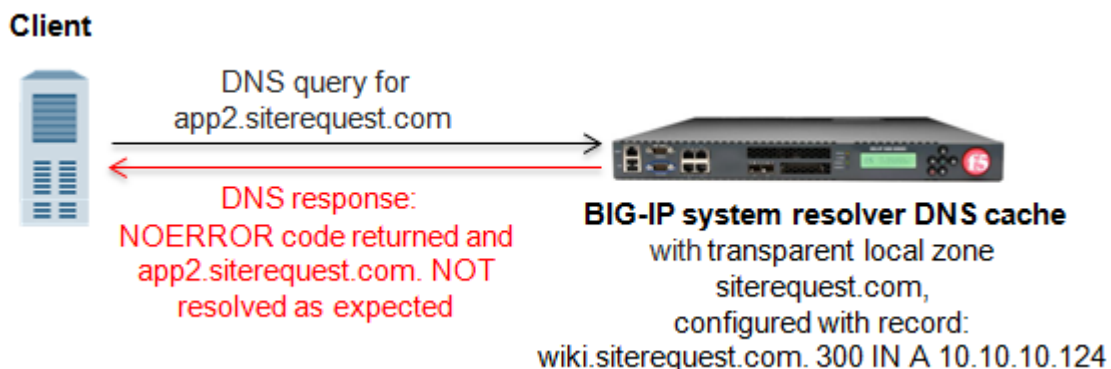 Client
DNS query for
app2.siterequest.com
DNS response:
NOERROR code returned and
app2.siterequest.com. NOT
resolved as expected
f5
BIG-IP system resolver DNS cache
with transparent local zone
siterequest.com,
configured with record:
wiki.siterequest.com. 300 IN A 10.10.10.124